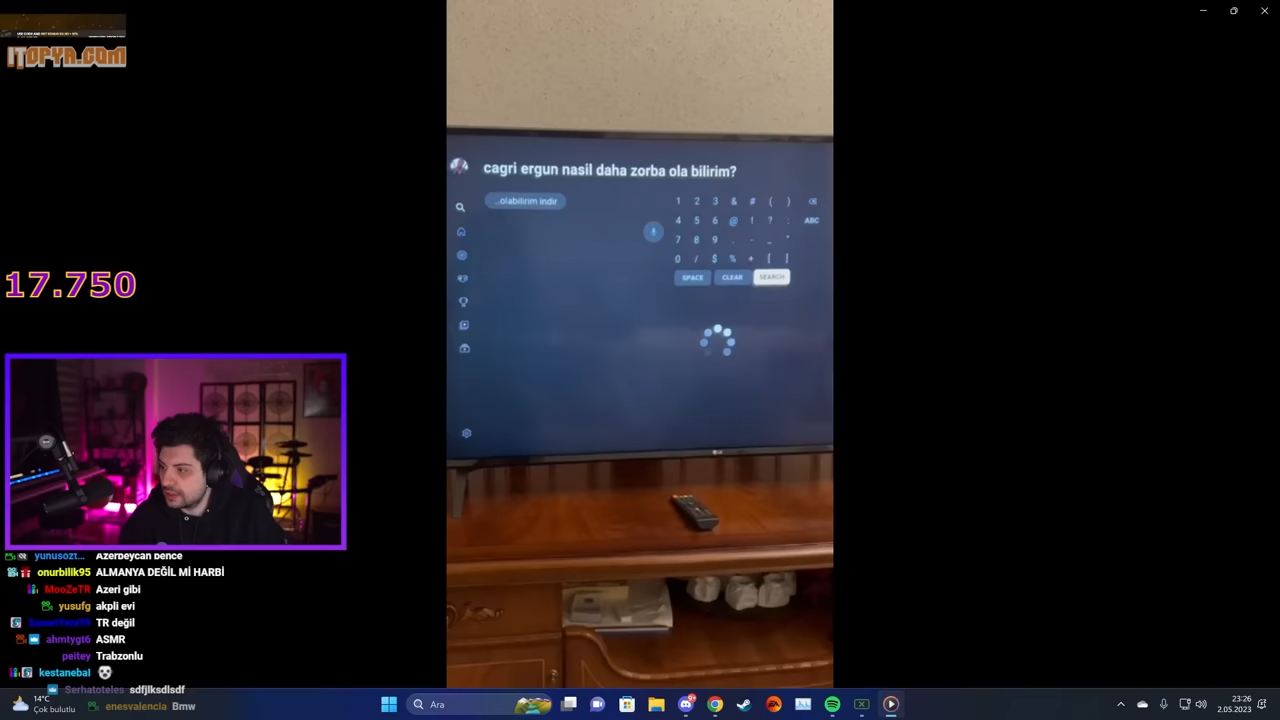 ITOPYA.COM
17.750
cagri ergun nasil daha zorba ola bilirim?
...olabilirim indir
1 2 3 & # ( )
4 5 6 @ ! ? : ABC
7 8 9 . - _ "
0 / $ % + [ ]
SPACE CLEAR SEARCH
LG
yunusozt... Azerbeycan bence
onurbilik95 ALMANYA DEĞİL Mİ HARBİ
MooZeTR Azeri gibi
yusufg akpli evi
TR değil
ahmtygt6 ASMR
peitey Trabzonlu
kestanebal
Serhatoteles sdfjlksdlsdf
enesvalencia Bmw
14°C
Çok bulutlu
Ara
9+
23:26
2.05.2023